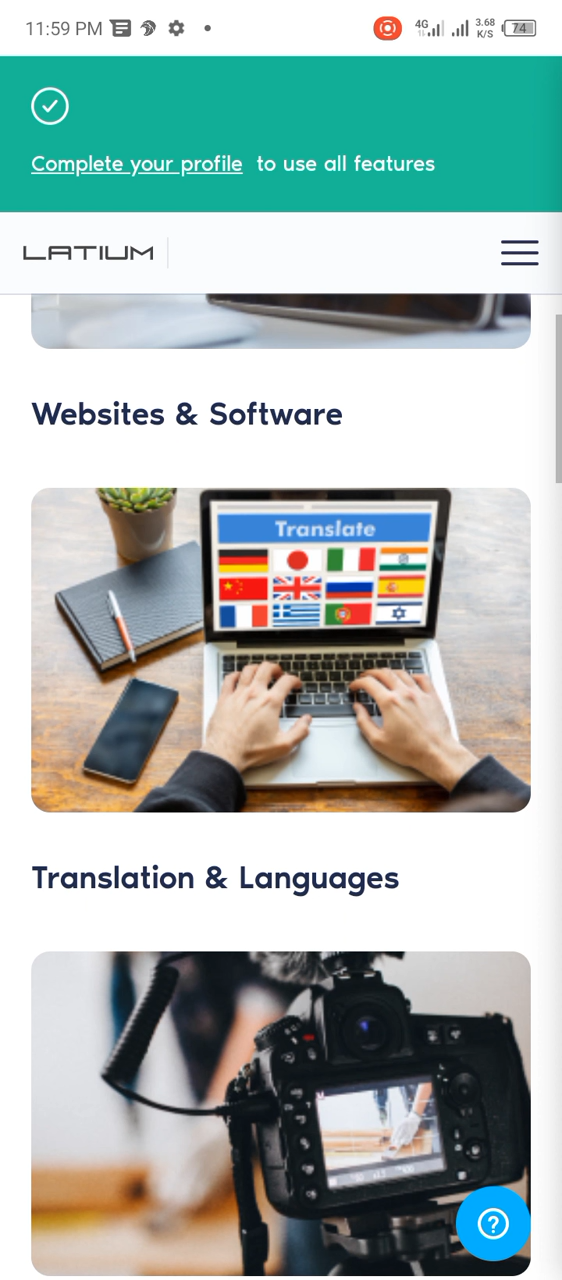 11:59 PM
4G
3.68
K/S
74
Complete your profile to use all features
LATIUM
Websites & Software
Translate
Translation & Languages